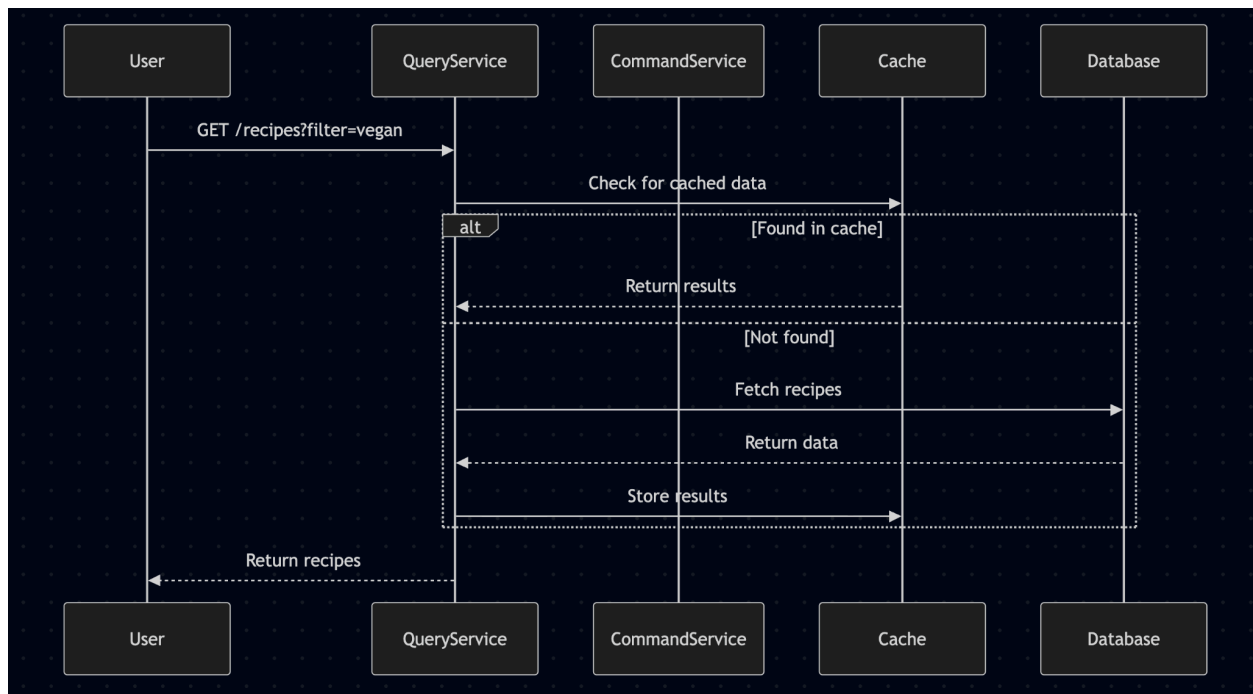 User
QueryService
CommandService
Cache
Database
GET /recipes?filter=vegan
Check for cached data
alt
[Found in cache]
Return results
[Not found]
Fetch recipes
Return data
Store results
Return recipes
User
QueryService
CommandService
Cache
Database